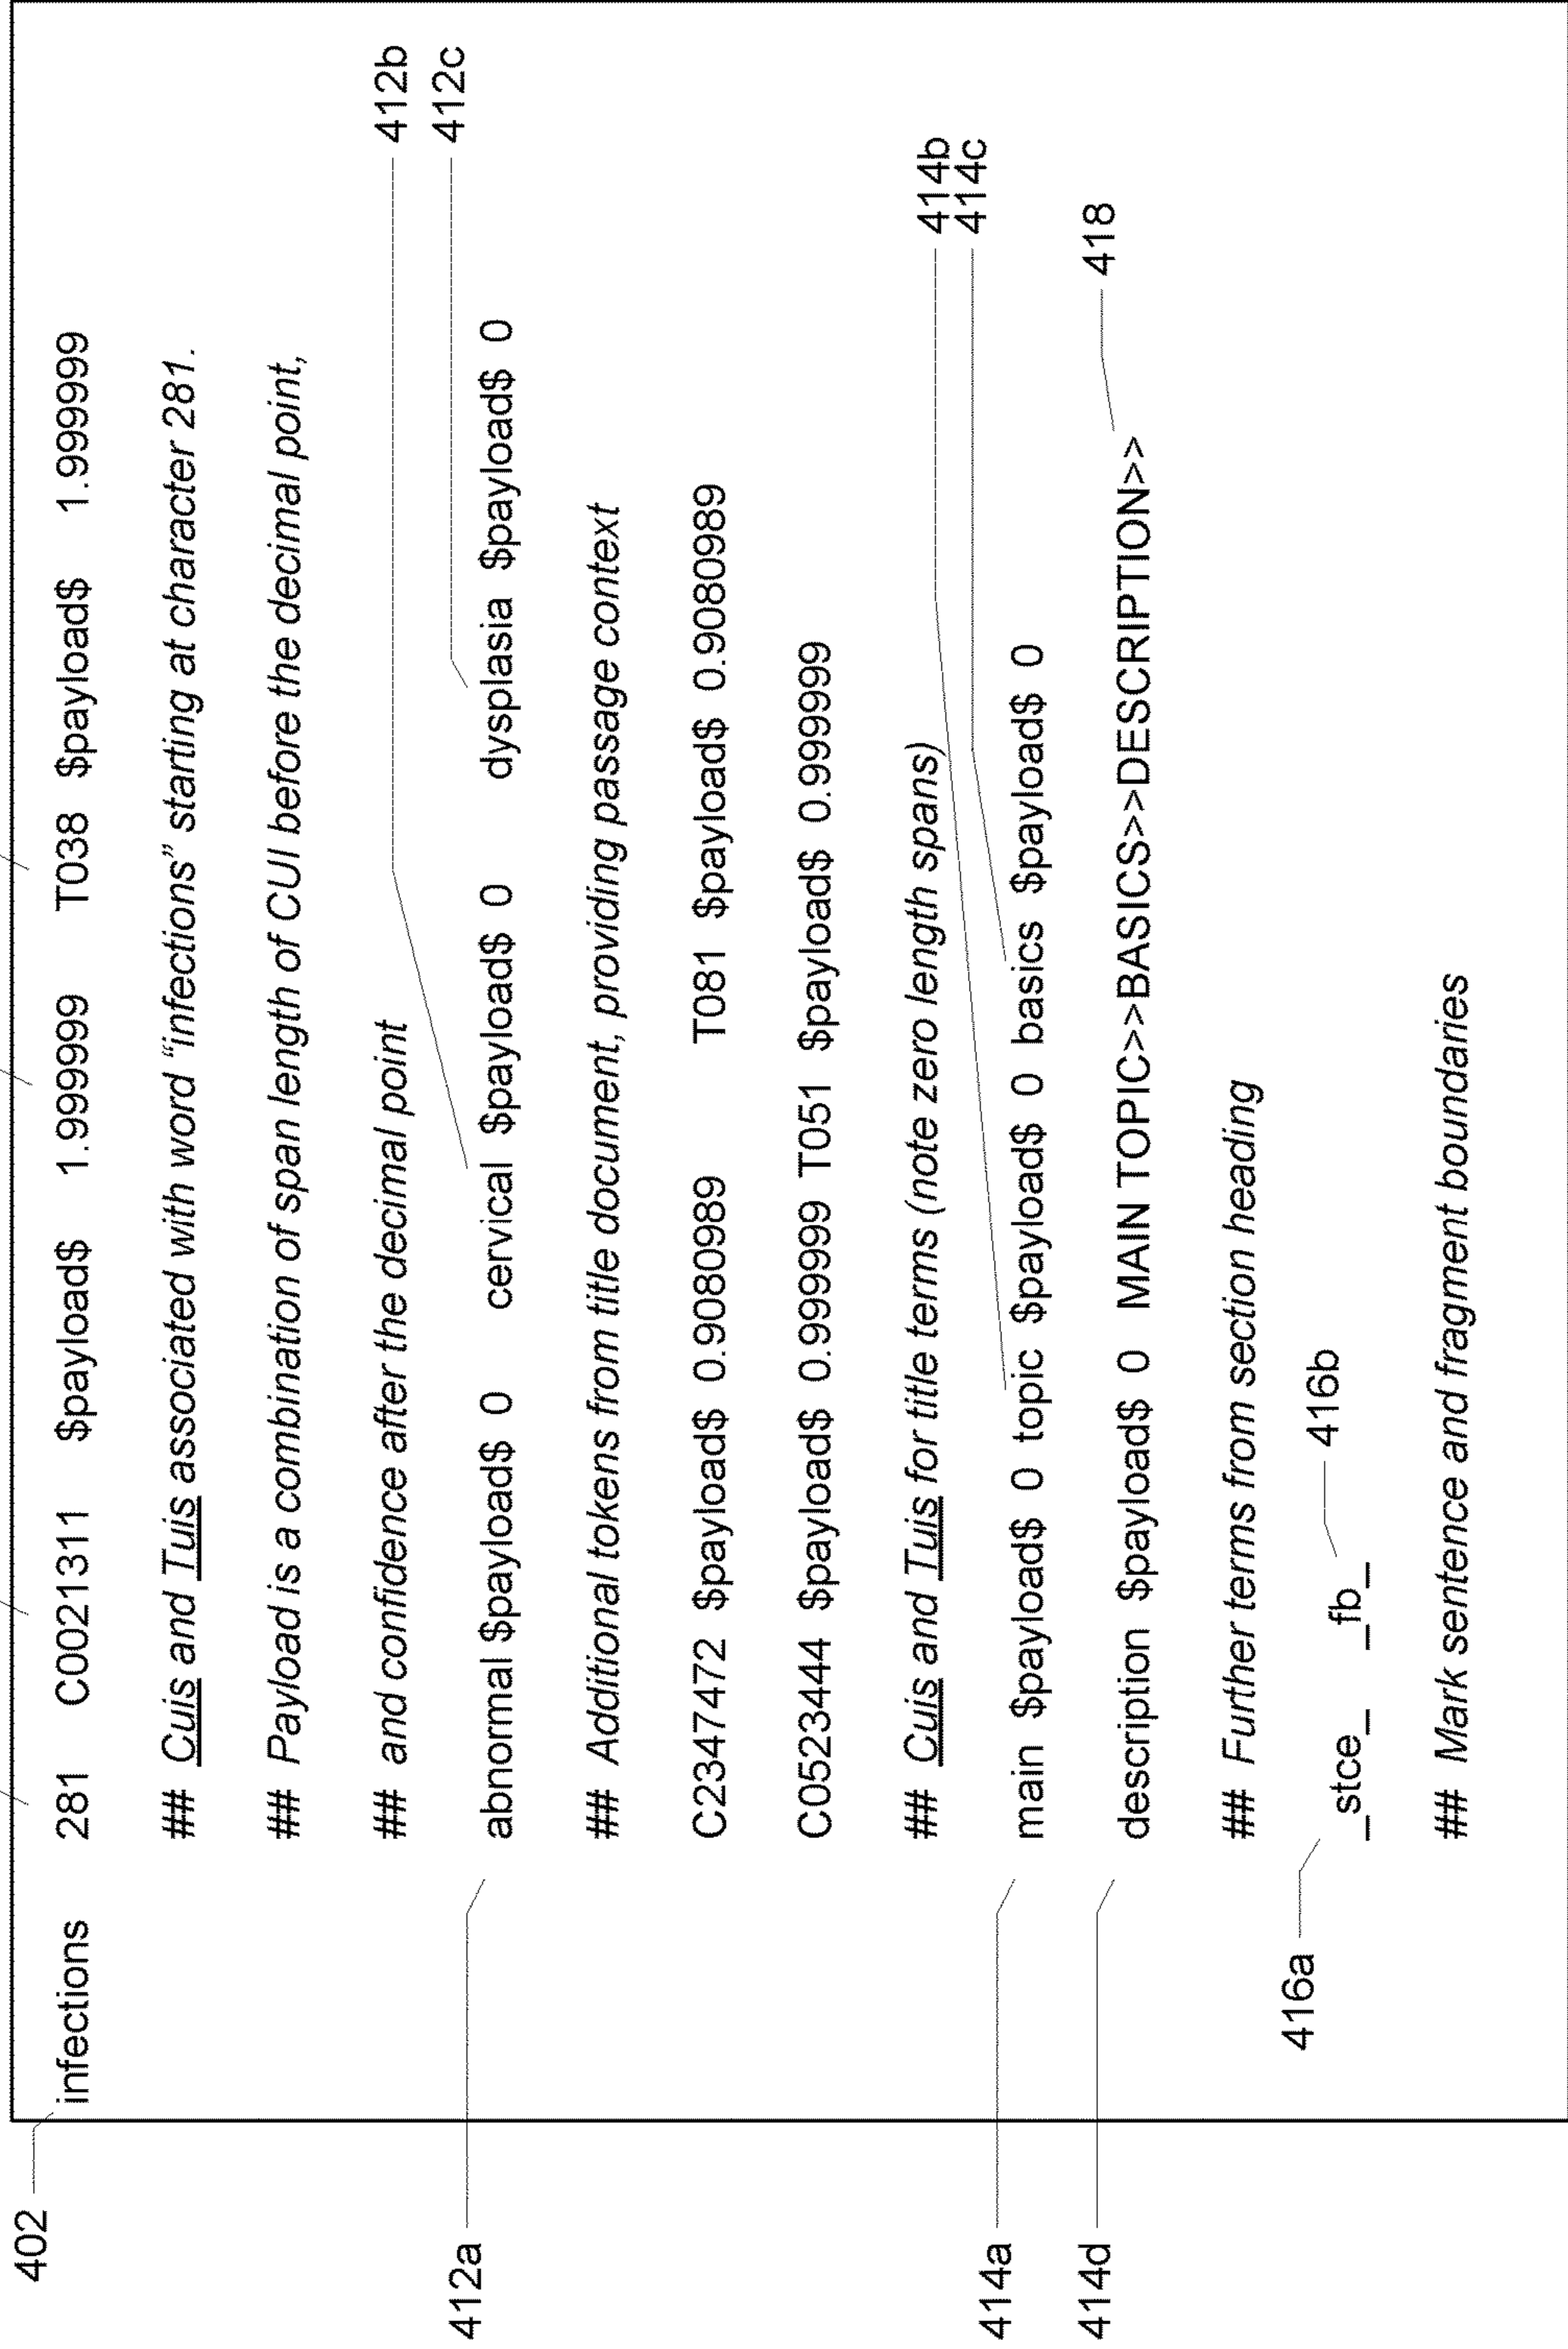 402
infections 281 C0021311 $payload$ 1.999999 T038 $payload$ 1.999999
## Cuis and Tuis associated with word “infections” starting at character 281.
## Payload is a combination of span length of CUI before the decimal point,
## and confidence after the decimal point
412b
412c
412a
abnormal $payload$ 0 cervical $payload$ 0 dysplasia $payload$ 0
## Additional tokens from title document, providing passage context
C2347472 $payload$ 0.9080989 T081 $payload$ 0.9080989
C0523444 $payload$ 0.999999 T051 $payload$ 0.999999
## Cuis and Tuis for title terms (note zero length spans)
414b
414c
414a
main $payload$ 0 topic $payload$ 0 basics $payload$ 0
418
414d
description $payload$ 0 MAIN TOPIC>>BASICS>>DESCRIPTION>>
## Further terms from section heading
416a
416b
_stce_ _fb_
## Mark sentence and fragment boundaries